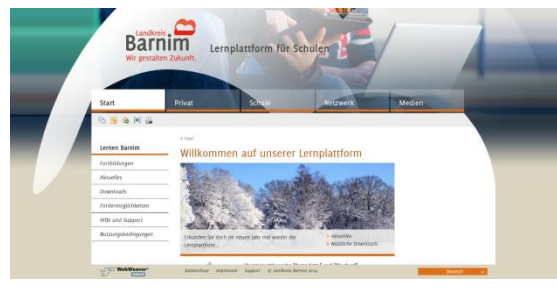 Landkreis
Barnim
Wir gestalten Zukunft.
Lernplattform für Schulen
Start Privat Schule Netzwerk Medien
Start
Lernen Barnim
Willkommen auf unserer Lernplattform
Fortbildungen
Aktuelles
Downloads
Fördermöglichkeiten
Hilfe und Support
Nutzungsbedingungen
Erkunden Sie doch im neuen Jahr mal wieder die
Lernplattform...
> Aktuelles
> Nützliche Downloads
WebWeaver®
Datenschutz Impressum Support © Landkreis Barnim 2014
Deutsch